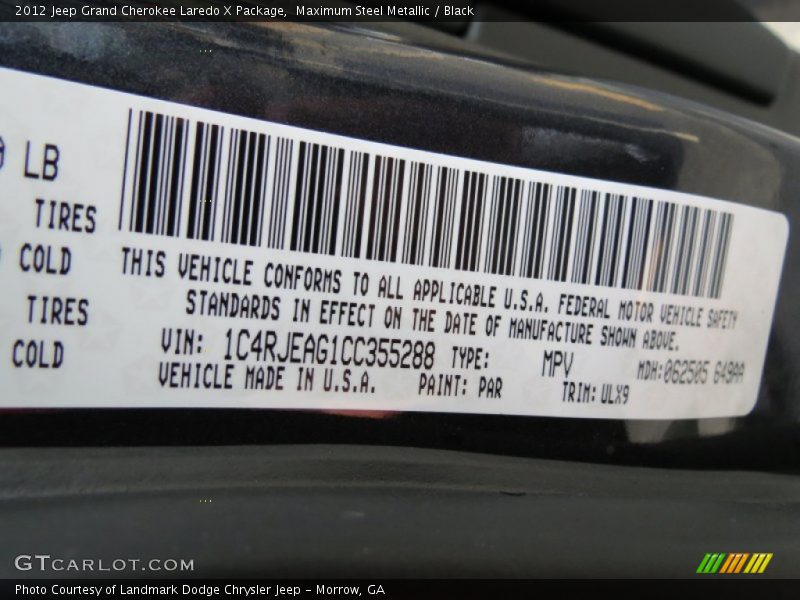 2012 Jeep Grand Cherokee Laredo X Package, Maximum Steel Metallic / Black
LB
TIRES
COLD
TIRES
COLD
THIS VEHICLE CONFORMS TO ALL APPLICABLE U.S.A. FEDERAL MOTOR VEHICLE SAFETY
STANDARDS IN EFFECT ON THE DATE OF MANUFACTURE SHOWN ABOVE.
VIN: 1C4RJEAG1CC355288 TYPE: MPV MDH:062505 649AA
VEHICLE MADE IN U.S.A. PAINT: PAR TRIM: ULX9
GTCARLOT.COM
Photo Courtesy of Landmark Dodge Chrysler Jeep - Morrow, GA